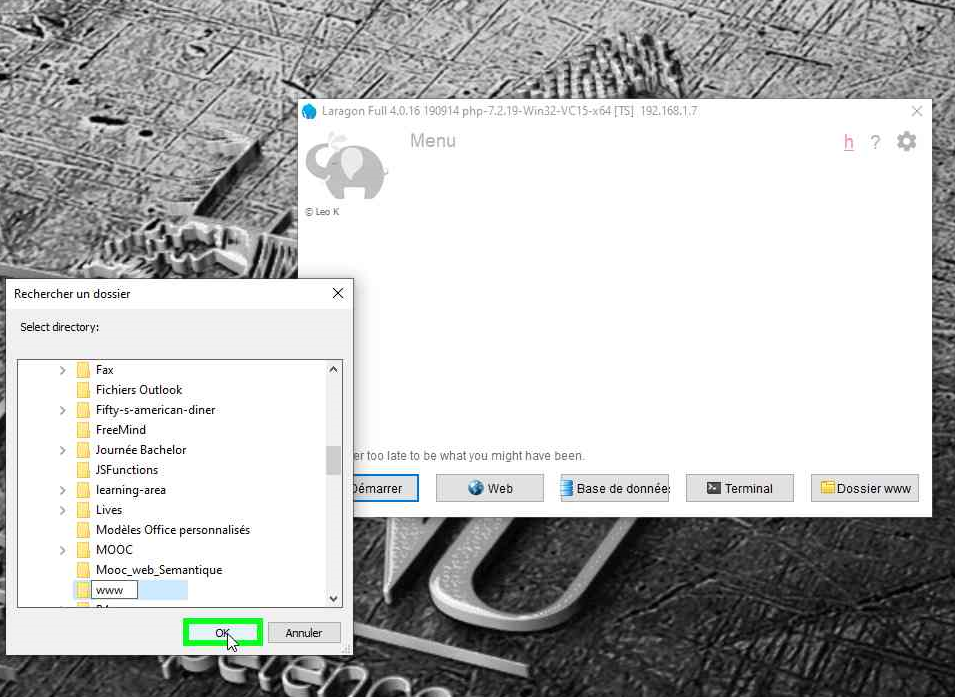 Laragon Full 4.0.16 190914 php-7.2.19-Win32-VC15-x64 [TS] 192.168.1.7
Menu
h ?
© Leo K
Rechercher un dossier
Select directory:
Fax
Fichiers Outlook
Fifty-s-american-diner
FreeMind
Journée Bachelor
JSFunctions
learning-area
Lives
Modèles Office personnalisés
MOOC
Mooc_web_Semantique
www
OK
Annuler
er too late to be what you might have been.
Démarrer
Web
Base de donnée
Terminal
Dossier www